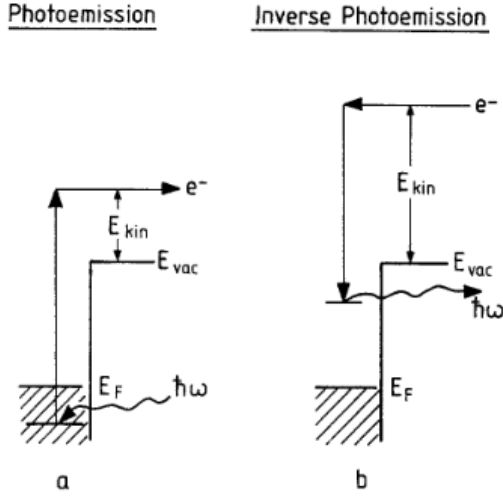 Photoemission
Inverse Photoemission
e⁻
E kin
E vac
E F
ħω
a
e⁻
E kin
E vac
ħω
E F
b